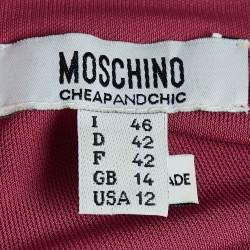 MOSCHINO
CHEAPANDCHIC
I 46
D 42
F 42
GB 14
USA 12
ADE